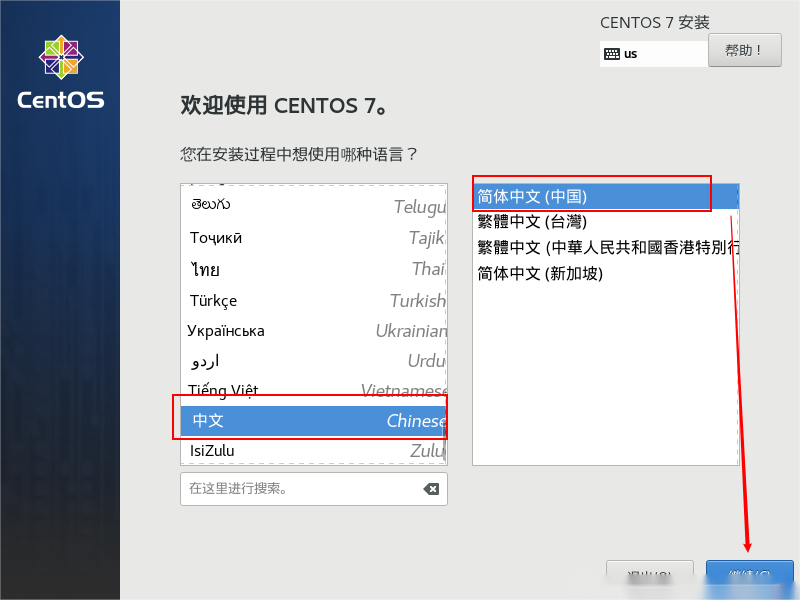 CENTOS 7 安装
us
帮助！
CentOS
欢迎使用 CENTOS 7。
您在安装过程中想使用哪种语言？
తెలుగు Telugu
Тоҷикӣ Tajik
ไทย Thai
Türkçe Turkish
Українська Ukrainian
اردو Urdu
Tiếng Việt Vietnamese
中文 Chinese
IsiZulu Zulu
在这里进行搜索。
简体中文 (中国)
繁體中文 (台灣)
繁體中文 (中華人民共和國香港特別行
简体中文 (新加坡)
退出(Q)
继续(C)